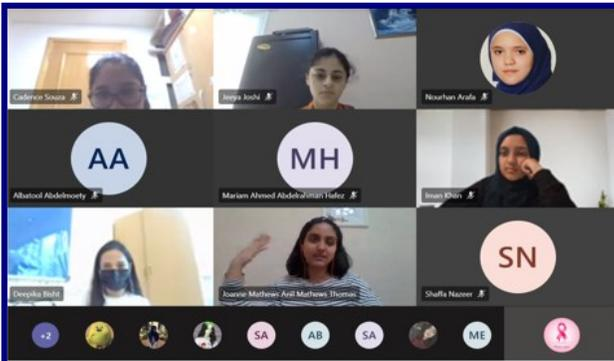 Cadence Souza
Jeeya Joshi
Nourhan Arafa
AA
Albatool Abdelmoety
MH
Mariam Ahmed Abdelrahman Hafez
Iman Khan
Deepika Bisht
Joanne Mathews Anil Mathews Thomas
SN
Shaffa Nazeer
+2
SA
AB
SA
ME